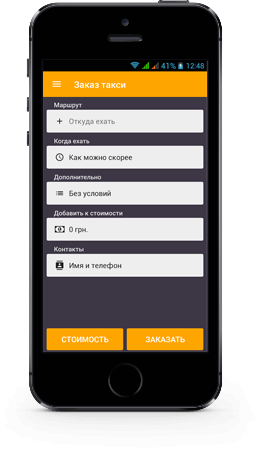 41% 12:48
Заказ такси
Маршрут
Откуда ехать
Когда ехать
Как можно скорее
Дополнительно
Без условий
Добавить к стоимости
0 грн.
Контакты
Имя и телефон
СТОИМОСТЬ ЗАКАЗАТЬ